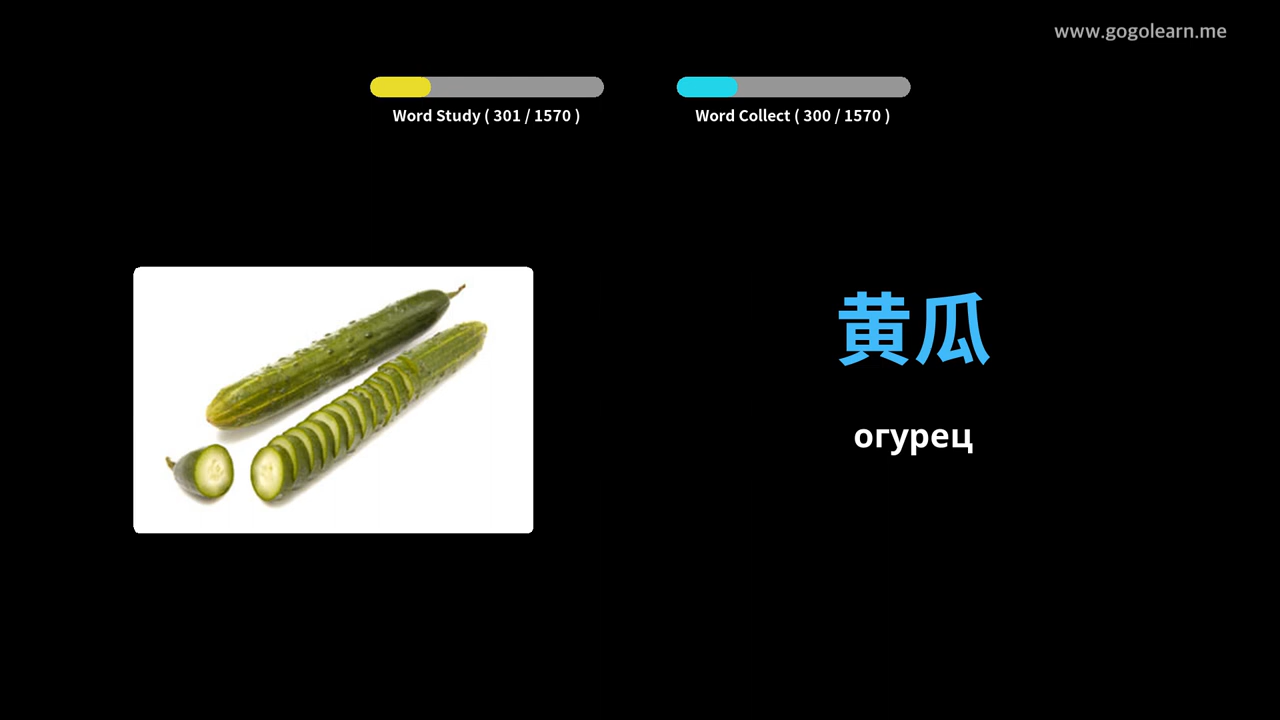 www.gogolearn.me
Word Study ( 301 / 1570 )
Word Collect ( 300 / 1570 )
黄瓜
огурец